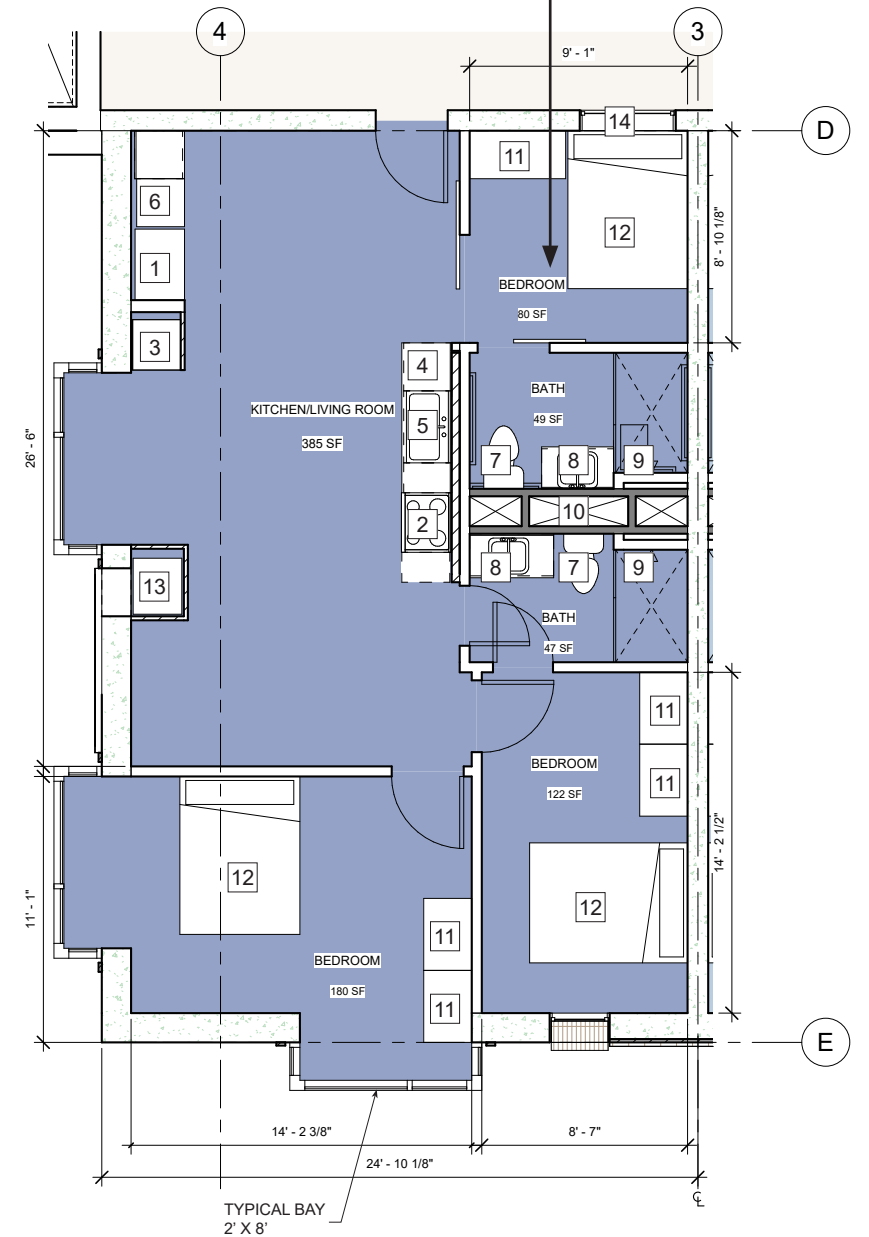 4
3
9' - 1"
14
D
11
6
12
8' - 10 1/8"
1
BEDROOM
80 SF
3
4
BATH
KITCHEN/LIVING ROOM
49 SF
5
385 SF
26' - 6"
7
8
9
10
2
8
7
9
13
BATH
47 SF
11
BEDROOM
11
122 SF
14' - 2 1/2"
12
12
11' - 1"
11
BEDROOM
180 SF
11
E
14' - 2 3/8"
8' - 7"
24' - 10 1/8"
℄
TYPICAL BAY
2' X 8'